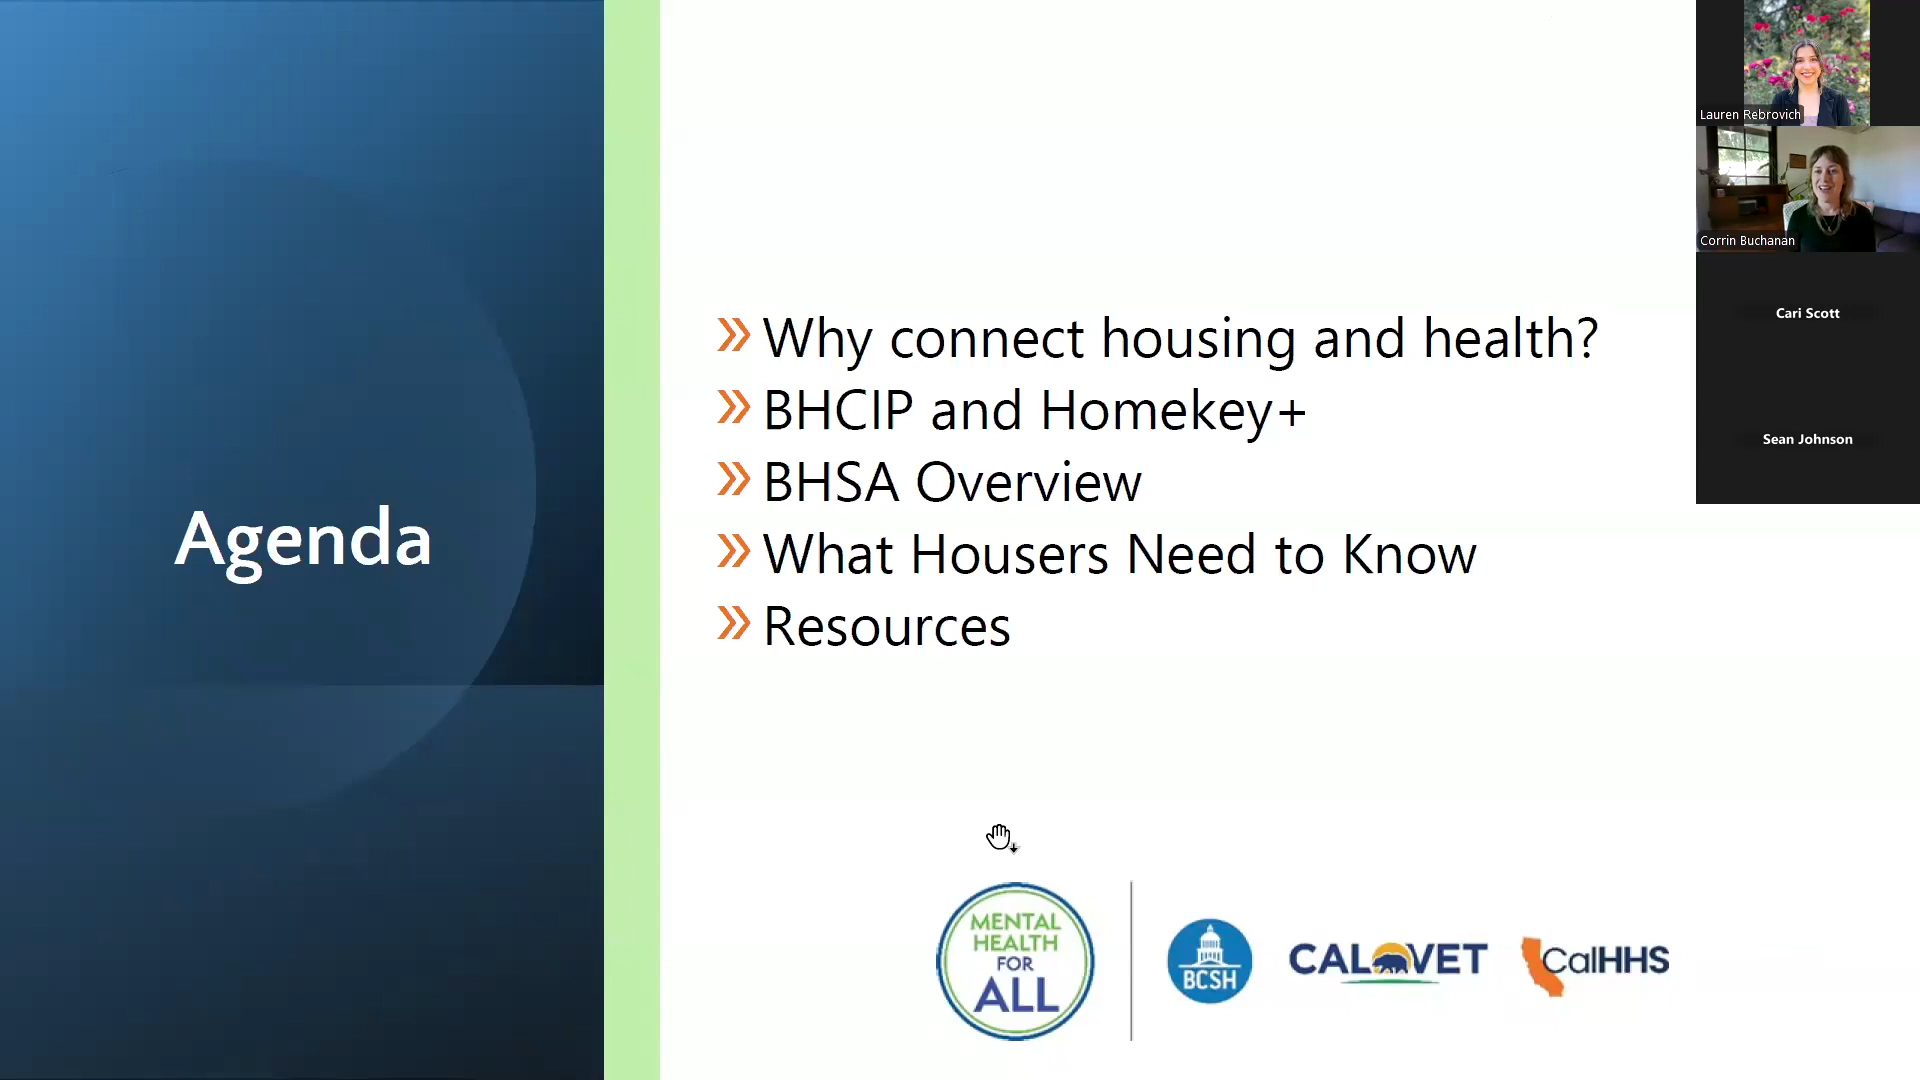 Agenda
Why connect housing and health?
BHCIP and Homekey+
BHSA Overview
What Housers Need to Know
Resources
MENTAL
HEALTH
FOR
ALL
BCSH
CALVET
CalHHS
Lauren Rebrovich
Corrin Buchanan
Cari Scott
Sean Johnson